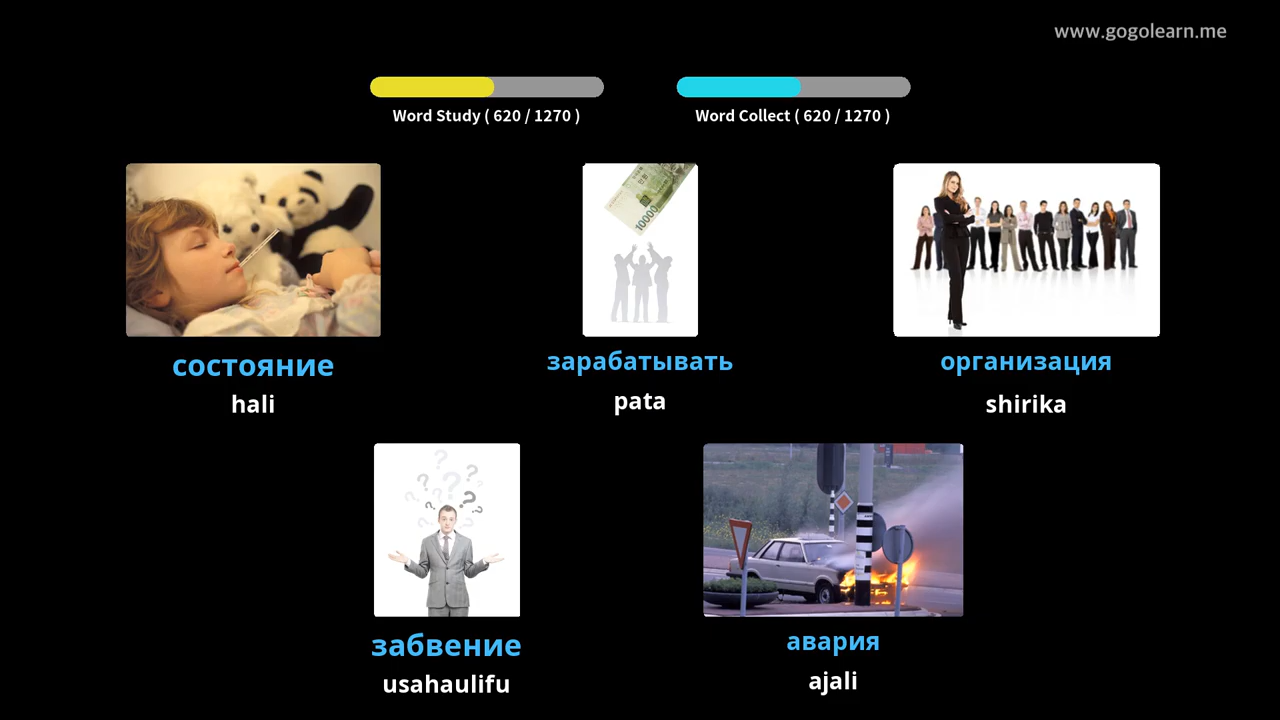 www.gogolearn.me
Word Study ( 620 / 1270 )
Word Collect ( 620 / 1270 )
10000
состояние
hali
зарабатывать
pata
организация
shirika
забвение
usahaulifu
авария
ajali